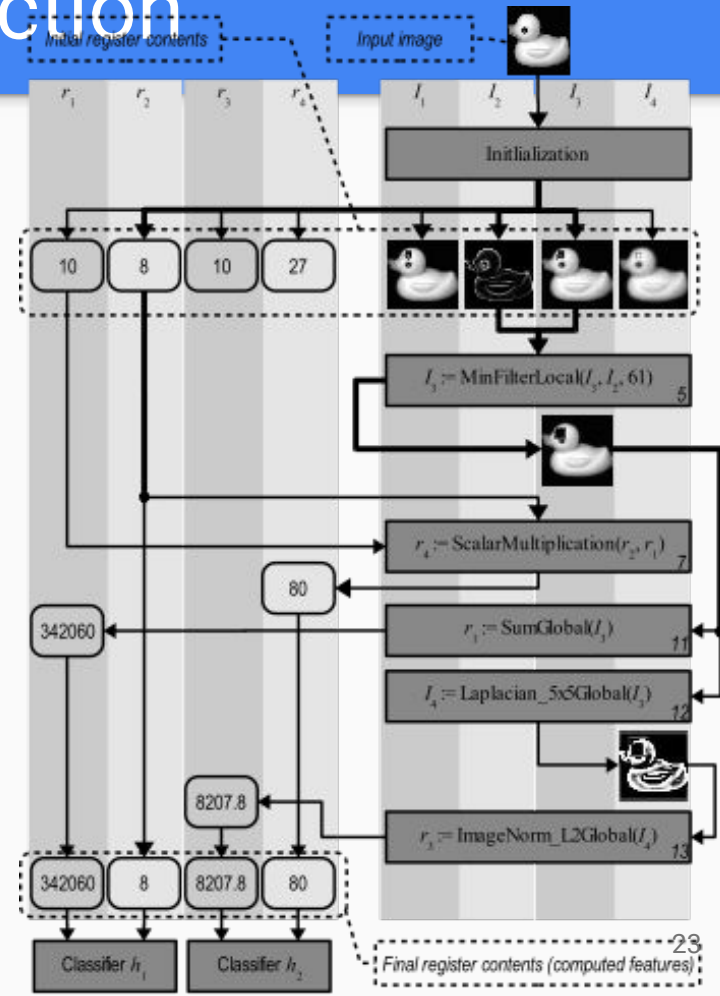 ction
Initial register contents
Input image
r1 r2 r3 r4 I1 I2 I3 I4
Initlialization
10 8 10 27
I3 := MinFilterLocal(I3, I2, 61)
5
r4 := ScalarMultiplication(r2, r1)
7
80
342060
r1 := SumGlobal(I3)
11
I4 := Laplacian_5x5Global(I3)
12
8207.8
r3 := ImageNorm_L2Global(I4)
13
342060 8 8207.8 80
23
Classifier h1 Classifier h2
Final register contents (computed features)